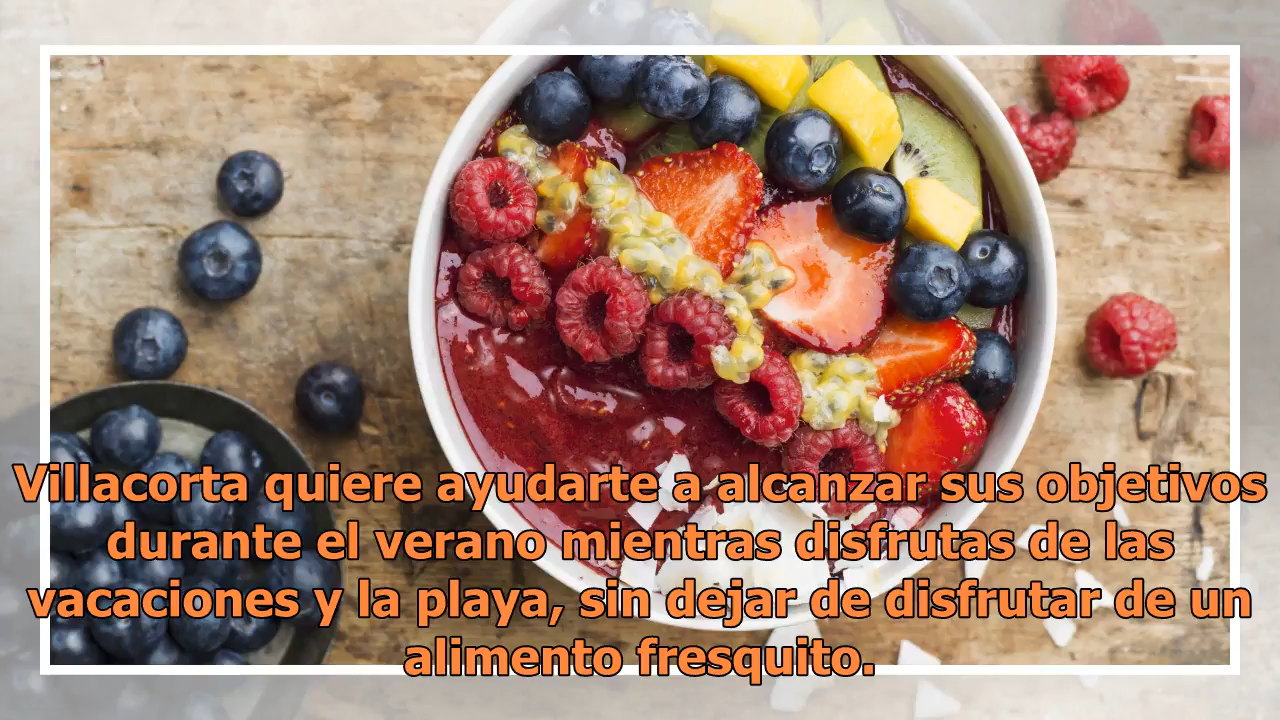 Villacorta quiere ayudarte a alcanzar sus objetivos
durante el verano mientras disfrutas de las
vacaciones y la playa, sin dejar de disfrutar de un
alimento fresquito.